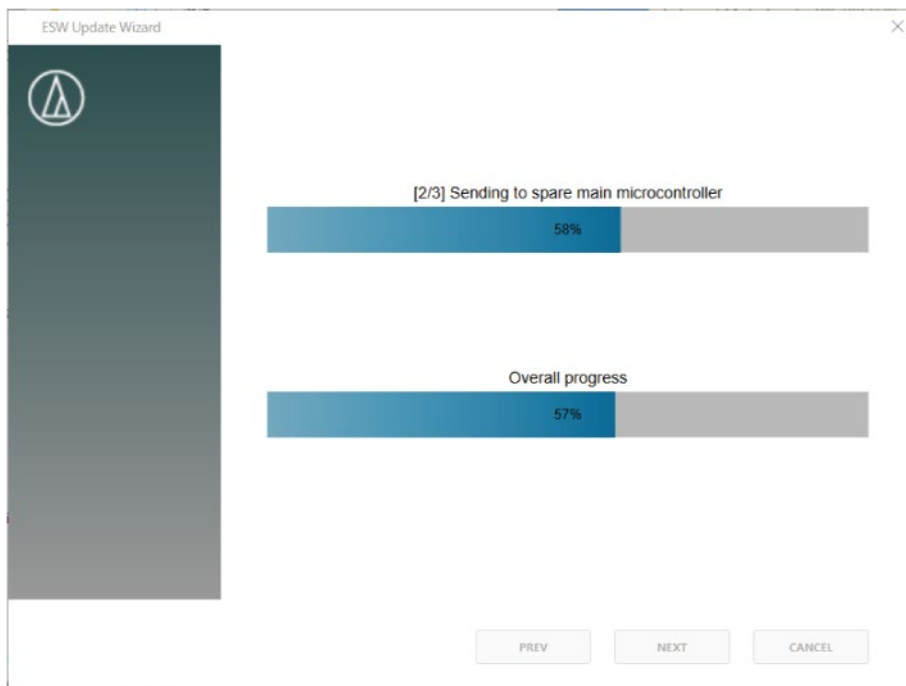 ESW Update Wizard
[2/3] Sending to spare main microcontroller
58%
Overall progress
57%
PREV NEXT CANCEL